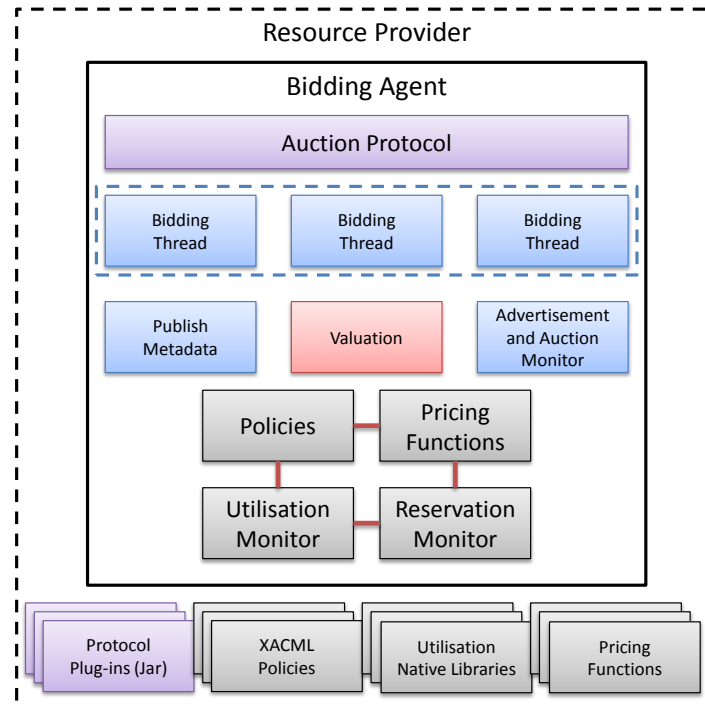 Resource Provider
Bidding Agent
Auction Protocol
Bidding
Thread
Bidding
Thread
Bidding
Thread
Publish
Metadata
Valuation
Advertisement
and Auction
Monitor
Policies
Pricing
Functions
Utilisation
Monitor
Reservation
Monitor
Protocol
Plug-ins (Jar)
XACML
Policies
Utilisation
Native Libraries
Pricing
Functions